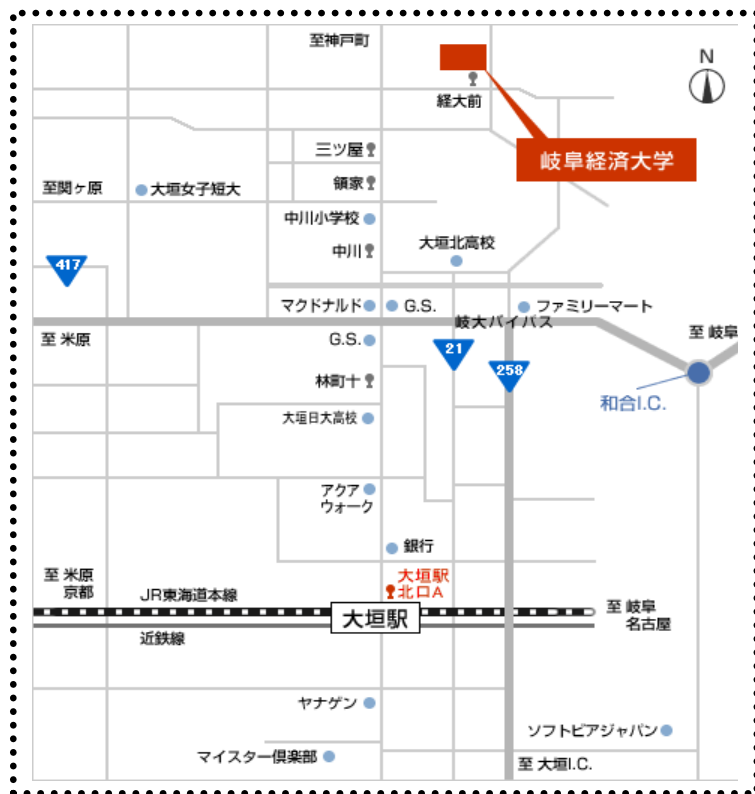 至神戸町
N
経大前
岐阜経済大学
三ツ屋
領家
至関ヶ原
大垣女子短大
中川小学校
中川
大垣北高校
417
マクドナルド
G.S.
ファミリーマート
岐大バイパス
至 米原
G.S.
至 岐阜
21
258
林町十
和合I.C.
大垣日大高校
アクア
ウォーク
銀行
大垣駅
北口A
至 米原
京都
JR東海道本線
至 岐阜
名古屋
大垣駅
近鉄線
ヤナゲン
ソフトピアジャパン
マイスター倶楽部
至 大垣I.C.